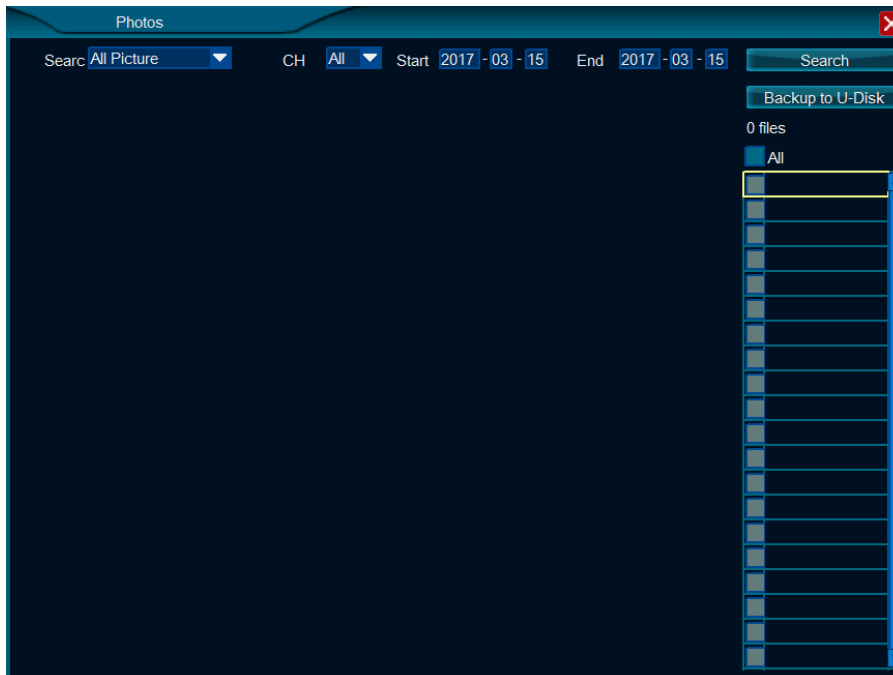 Photos
Searc All Picture CH All Start 2017 - 03 - 15 End 2017 - 03 - 15 Search
Backup to U-Disk
0 files
All